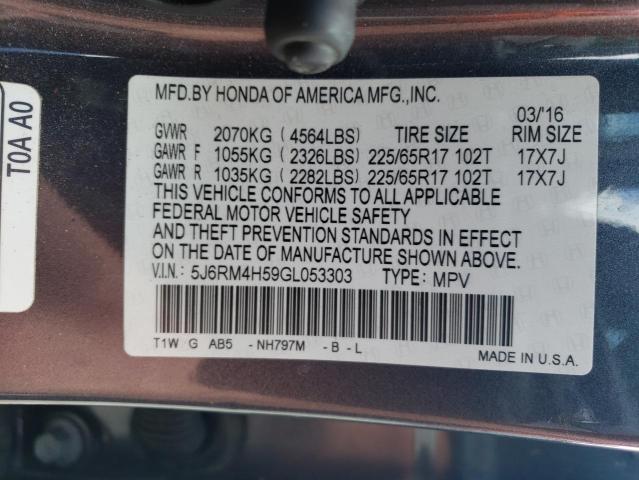 T0A A0
MFD.BY HONDA OF AMERICA MFG.,INC.
03/'16
GVWR 2070KG (4564LBS) TIRE SIZE RIM SIZE
GAWR F 1055KG (2326LBS) 225/65R17 102T 17X7J
GAWR R 1035KG (2282LBS) 225/65R17 102T 17X7J
THIS VEHICLE CONFORMS TO ALL APPLICABLE
FEDERAL MOTOR VEHICLE SAFETY
AND THEFT PREVENTION STANDARDS IN EFFECT
ON THE DATE OF MANUFACTURE SHOWN ABOVE.
V.I.N.: 5J6RM4H59GL053303 TYPE: MPV
T1W G AB5 -NH797M -B -L
MADE IN U.S.A.